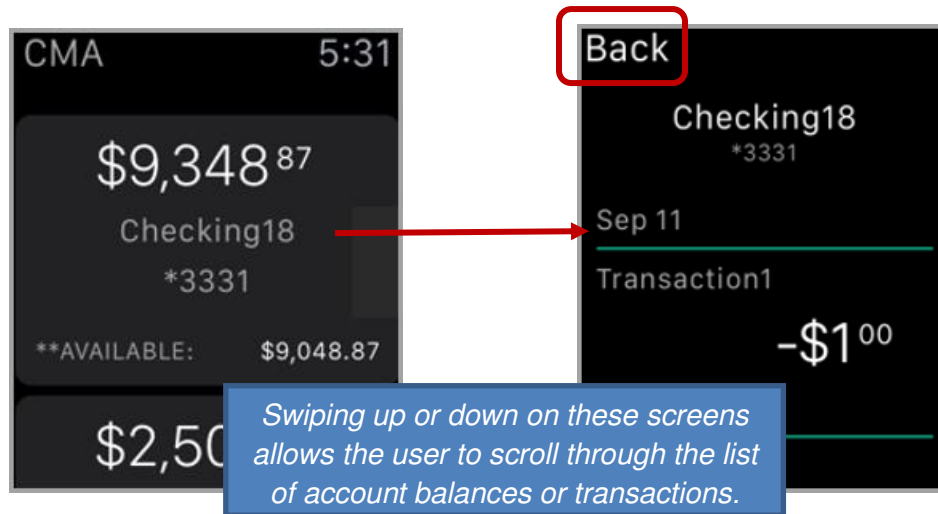 CMA 5:31
$9,348 87
Checking18
*3331
**AVAILABLE: $9,048.87
Back
Checking18
*3331
Sep 11
Transaction1
-$1 00
Swiping up or down on these screens
allows the user to scroll through the list
of account balances or transactions.